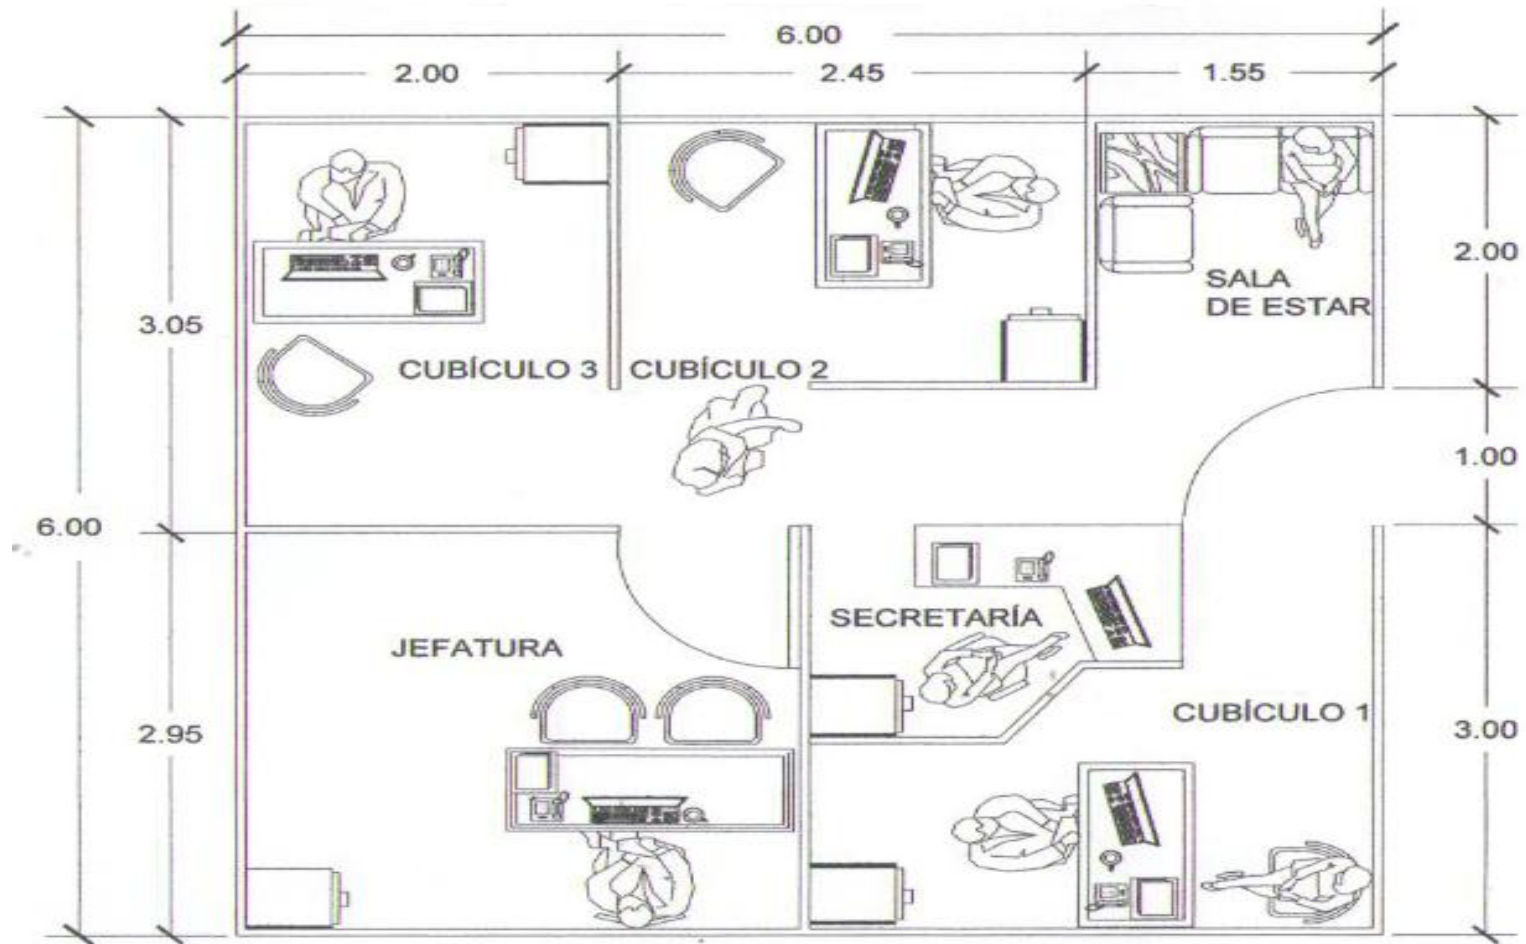 6.00
2.00
2.45
1.55
3.05
CUBÍCULO 3
CUBÍCULO 2
SALA
DE ESTAR
2.00
1.00
6.00
JEFATURA
SECRETARÍA
CUBÍCULO 1
2.95
3.00